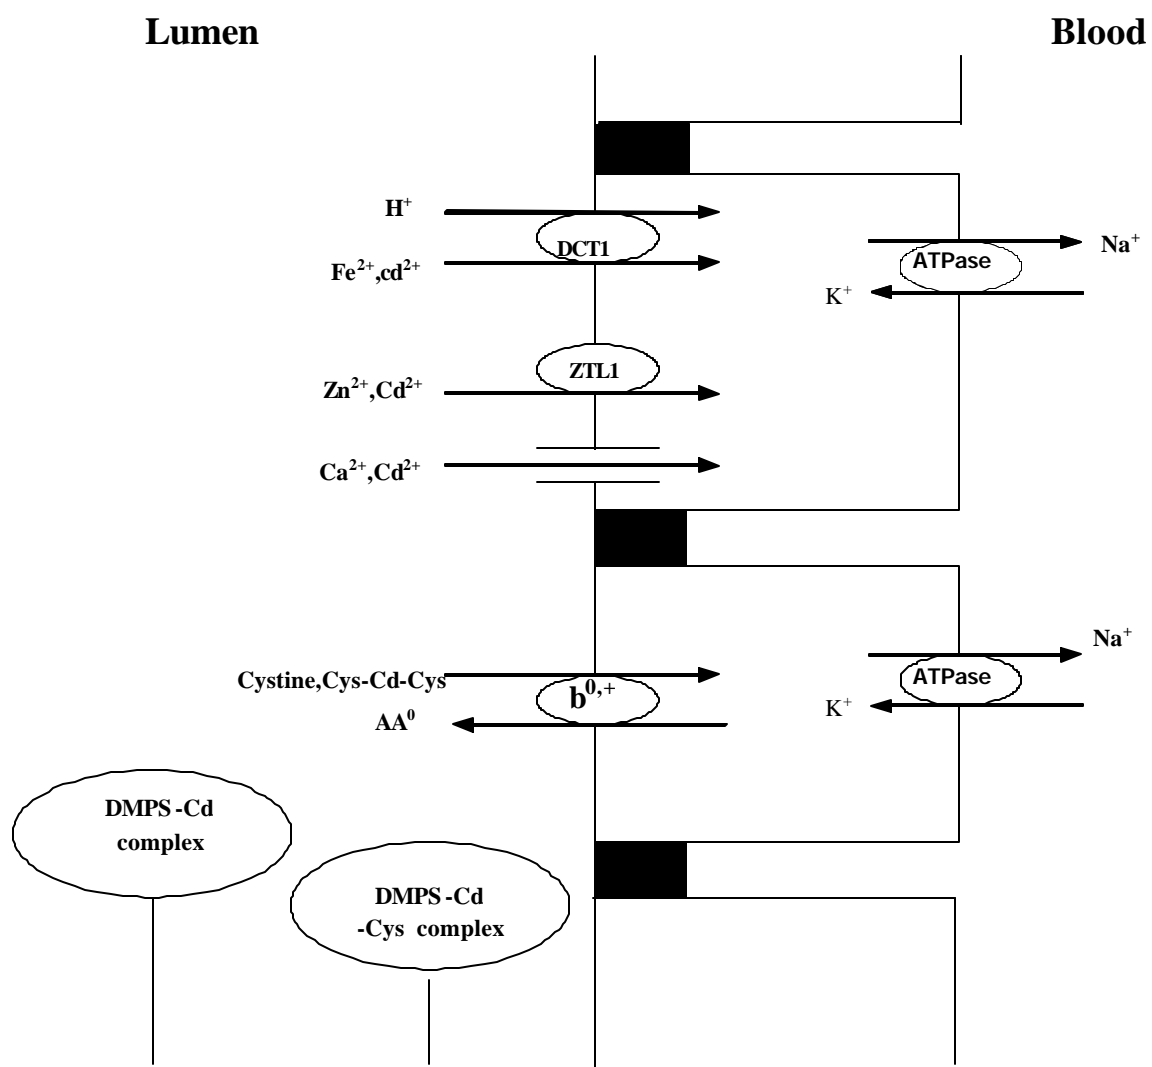 Lumen
Blood
H⁺
DCT1
Fe²⁺,cd²⁺
ATPase
Na⁺
K⁺
ZTL1
Zn²⁺,Cd²⁺
Ca²⁺,Cd²⁺
Na⁺
Cystine,Cys-Cd-Cys
b⁰,⁺
ATPase
AA⁰
K⁺
DMPS-Cd
complex
DMPS-Cd
-Cys complex